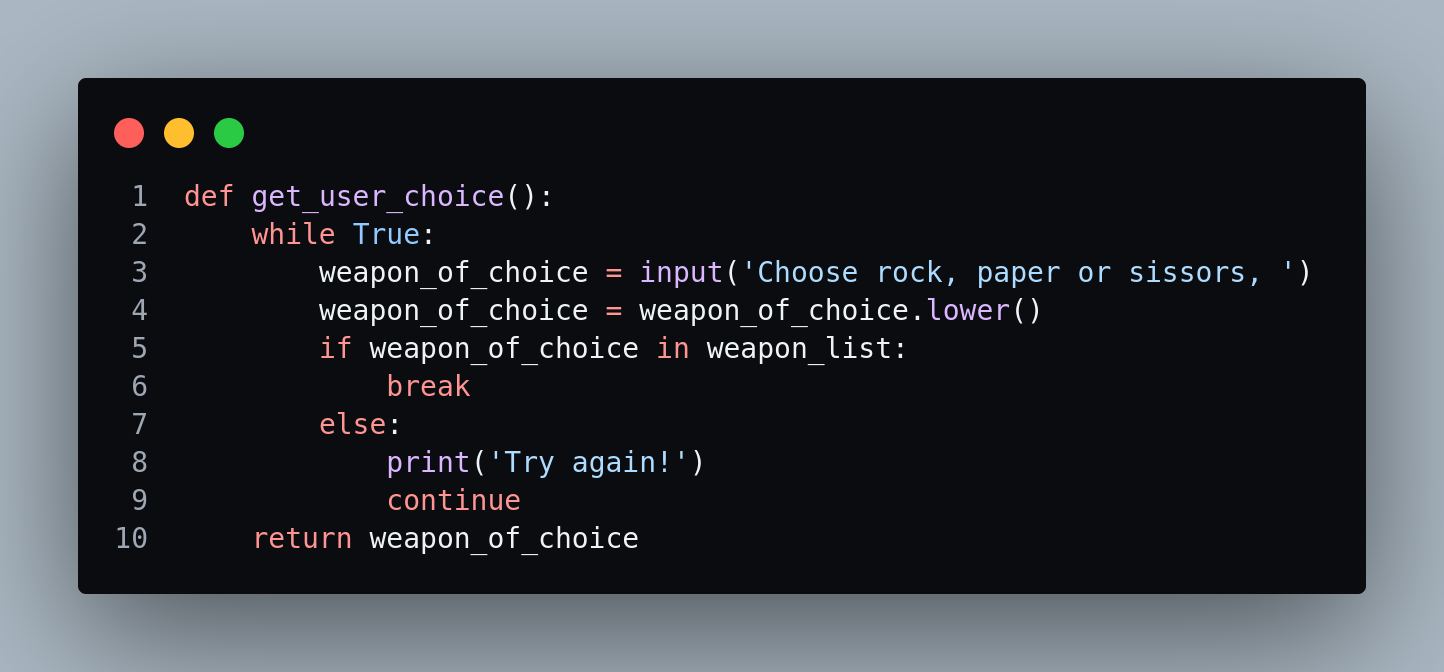 1 def get_user_choice():
2     while True:
3         weapon_of_choice = input('Choose rock, paper or sissors, ')
4         weapon_of_choice = weapon_of_choice.lower()
5         if weapon_of_choice in weapon_list:
6             break
7         else:
8             print('Try again!')
9             continue
10     return weapon_of_choice